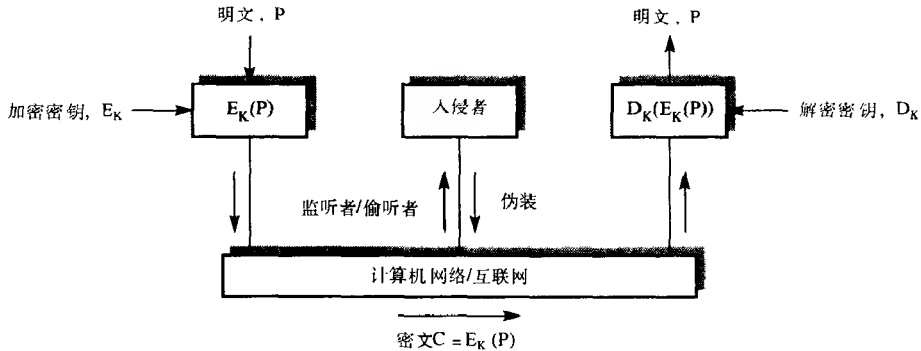 明文, P
明文, P
加密密钥, E_K
E_K(P)
入侵者
D_K(E_K(P))
解密密钥, D_K
监听者/偷听者
伪装
计算机网络/互联网
密文C = E_K (P)